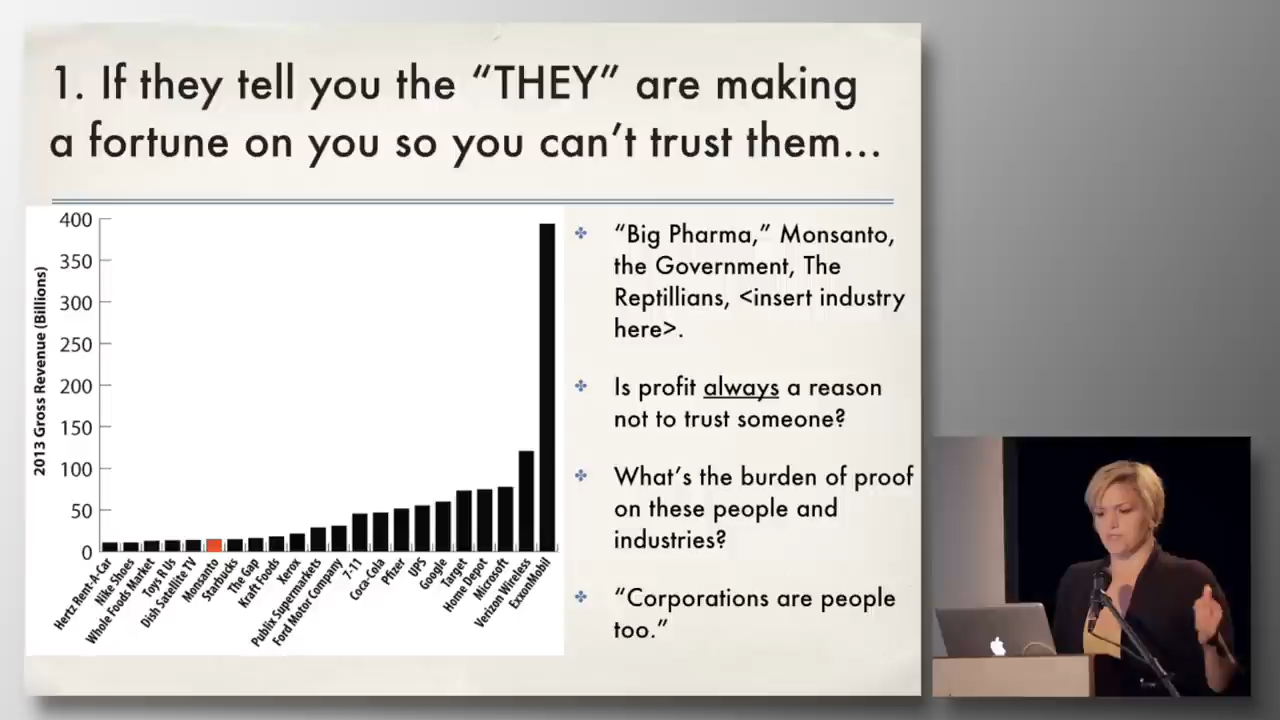 1. If they tell you the “THEY” are making
a fortune on you so you can’t trust them...
400
350
300
250
200
150
100
50
0
2013 Gross Revenue (Billions)
Hertz Rent-A-Car
Nike Shoes
Whole Foods Market
Toys R Us
Dish Satellite TV
Monsanto
Starbucks
The Gap
Kraft Foods
Xerox
Publix Supermarkets
Ford Motor Company
7-11
Coca-Cola
Pfizer
UPS
Google
Target
Home Depot
Microsoft
Verizon Wireless
ExxonMobil
“Big Pharma,” Monsanto,
the Government, The
Reptillians, <insert industry
here>.
Is profit always a reason
not to trust someone?
What’s the burden of proof
on these people and
industries?
“Corporations are people
too.”